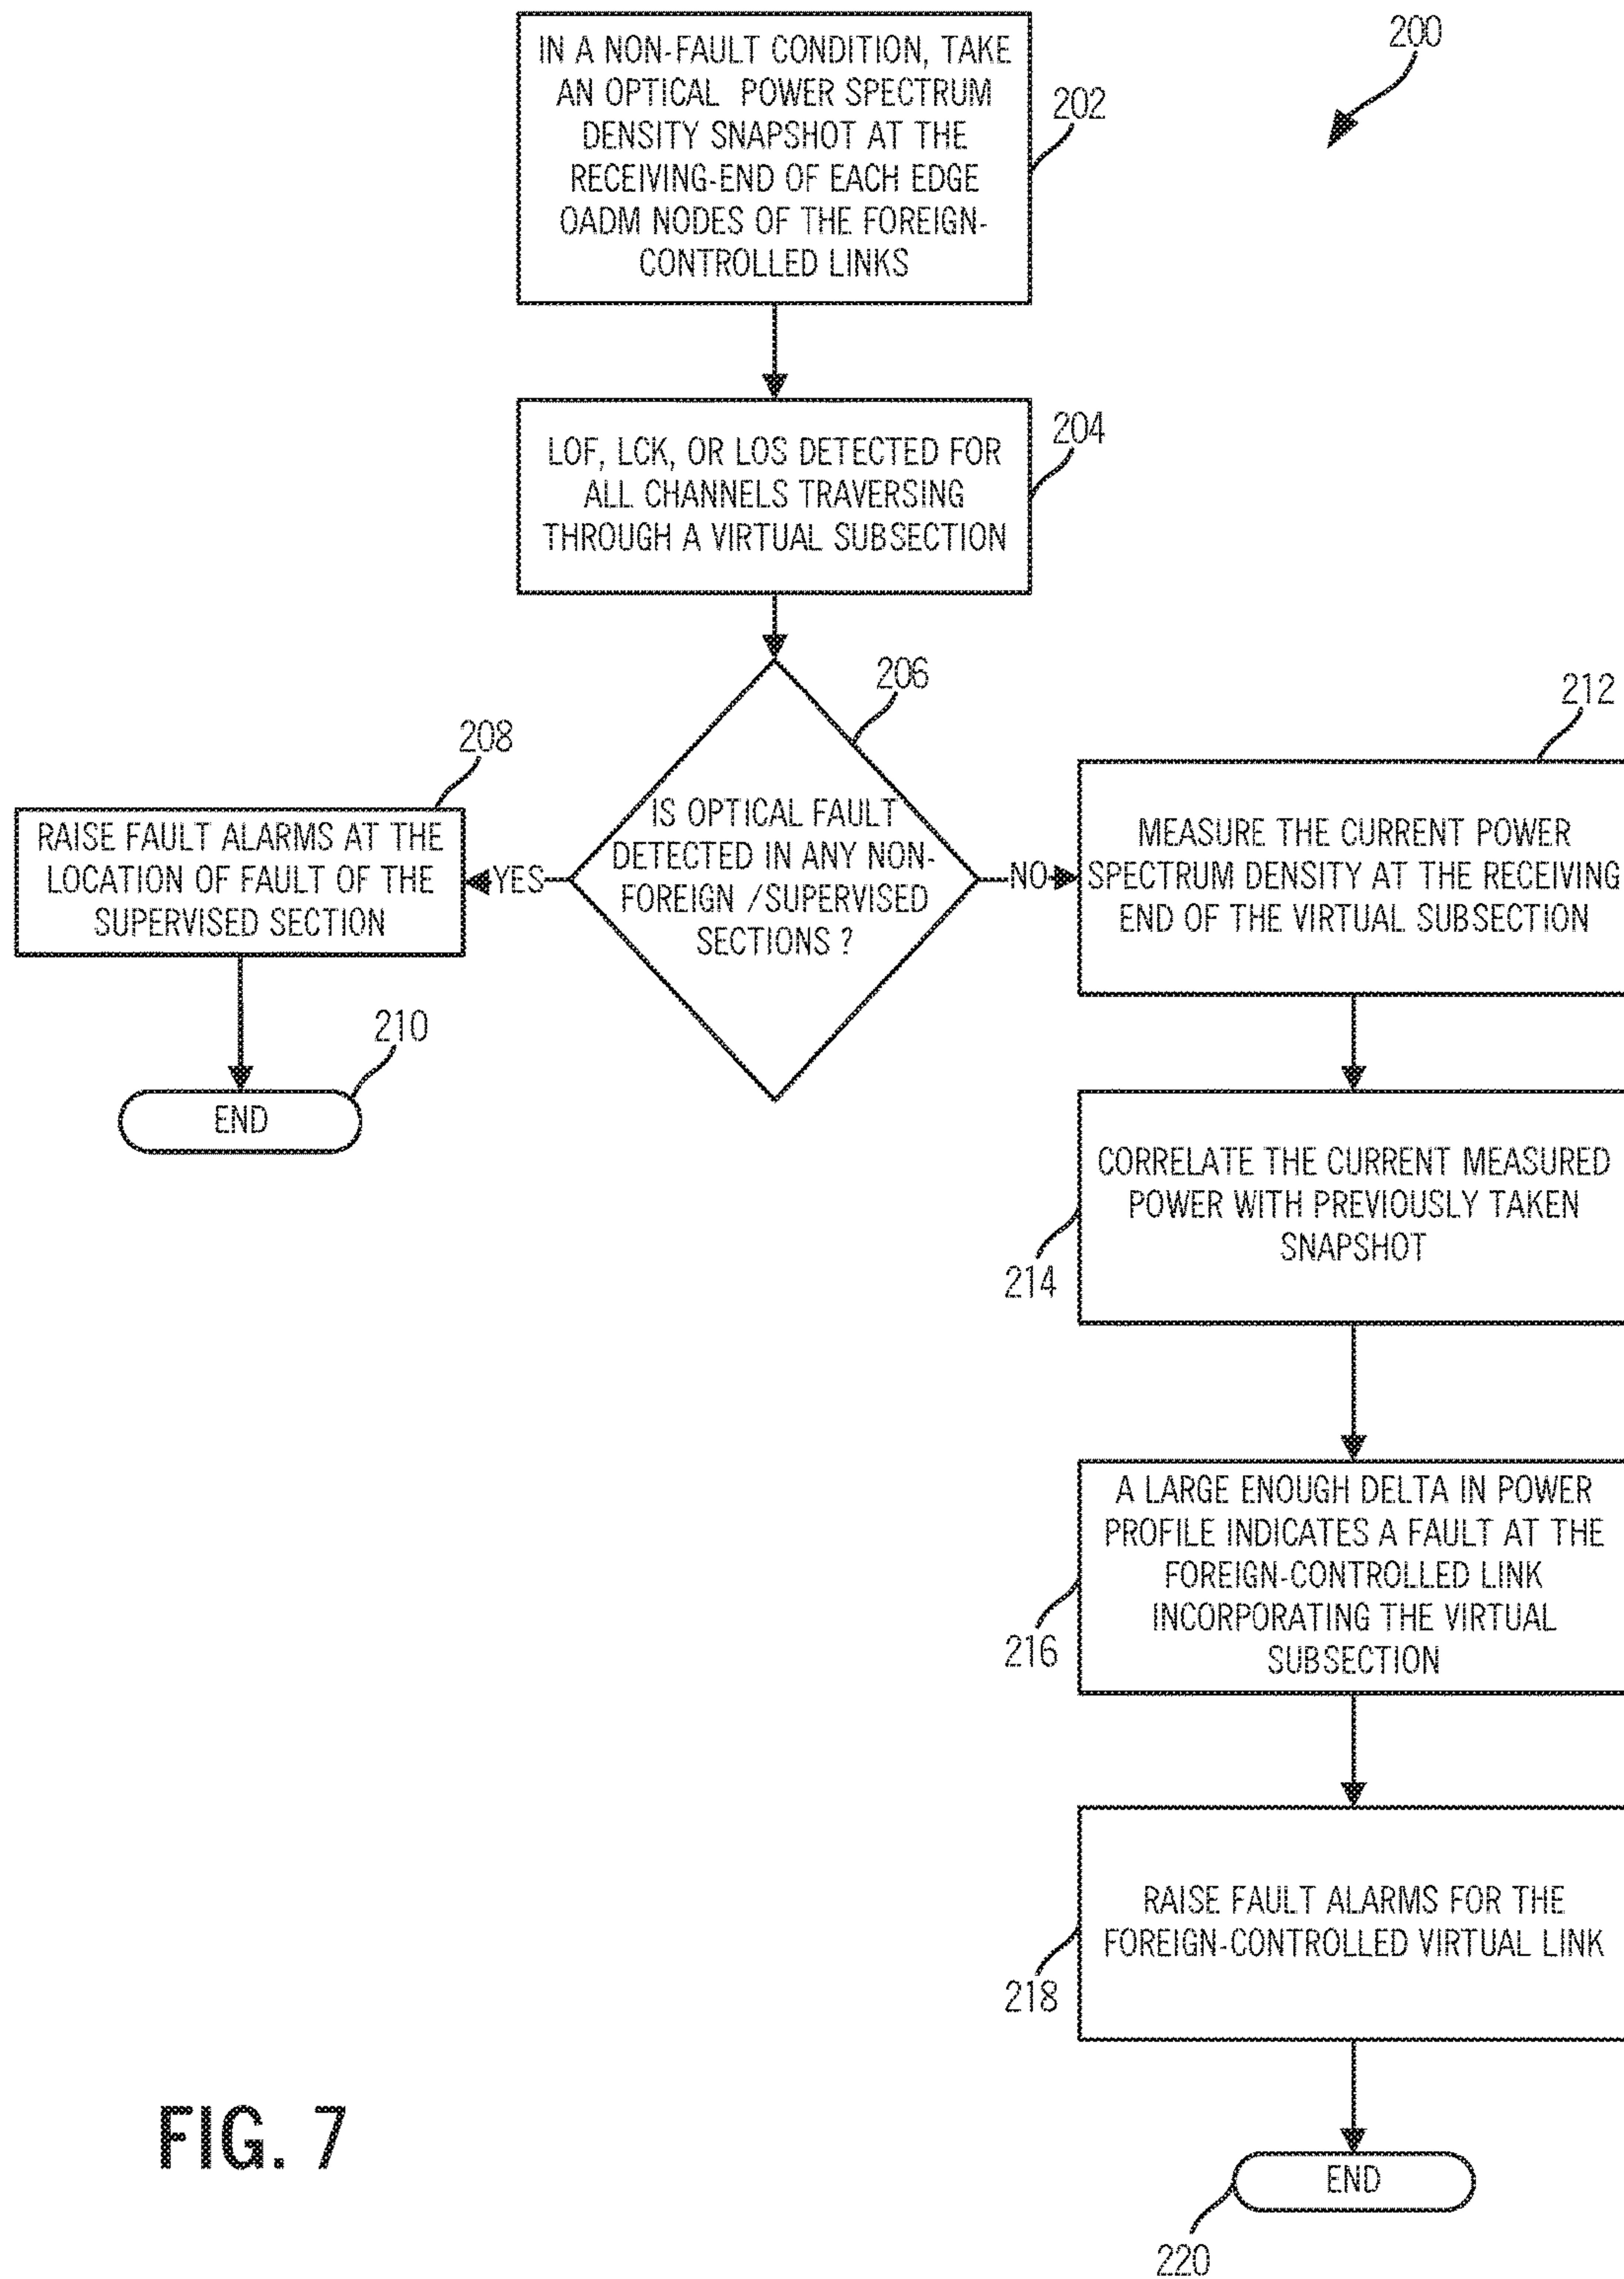 200
IN A NON-FAULT CONDITION, TAKE
AN OPTICAL POWER SPECTRUM
DENSITY SNAPSHOT AT THE
RECEIVING-END OF EACH EDGE
OADM NODES OF THE FOREIGN-
CONTROLLED LINKS
202
LOF, LCK, OR LOS DETECTED FOR
ALL CHANNELS TRAVERSING
THROUGH A VIRTUAL SUBSECTION
204
IS OPTICAL FAULT
DETECTED IN ANY NON-
FOREIGN /SUPERVISED
SECTIONS ?
206
YES
NO
208
RAISE FAULT ALARMS AT THE
LOCATION OF FAULT OF THE
SUPERVISED SECTION
210
END
212
MEASURE THE CURRENT POWER
SPECTRUM DENSITY AT THE RECEIVING
END OF THE VIRTUAL SUBSECTION
CORRELATE THE CURRENT MEASURED
POWER WITH PREVIOUSLY TAKEN
SNAPSHOT
214
A LARGE ENOUGH DELTA IN POWER
PROFILE INDICATES A FAULT AT THE
FOREIGN-CONTROLLED LINK
INCORPORATING THE VIRTUAL
SUBSECTION
216
RAISE FAULT ALARMS FOR THE
FOREIGN-CONTROLLED VIRTUAL LINK
218
END
220
FIG. 7